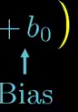 + b₀ )
Bias